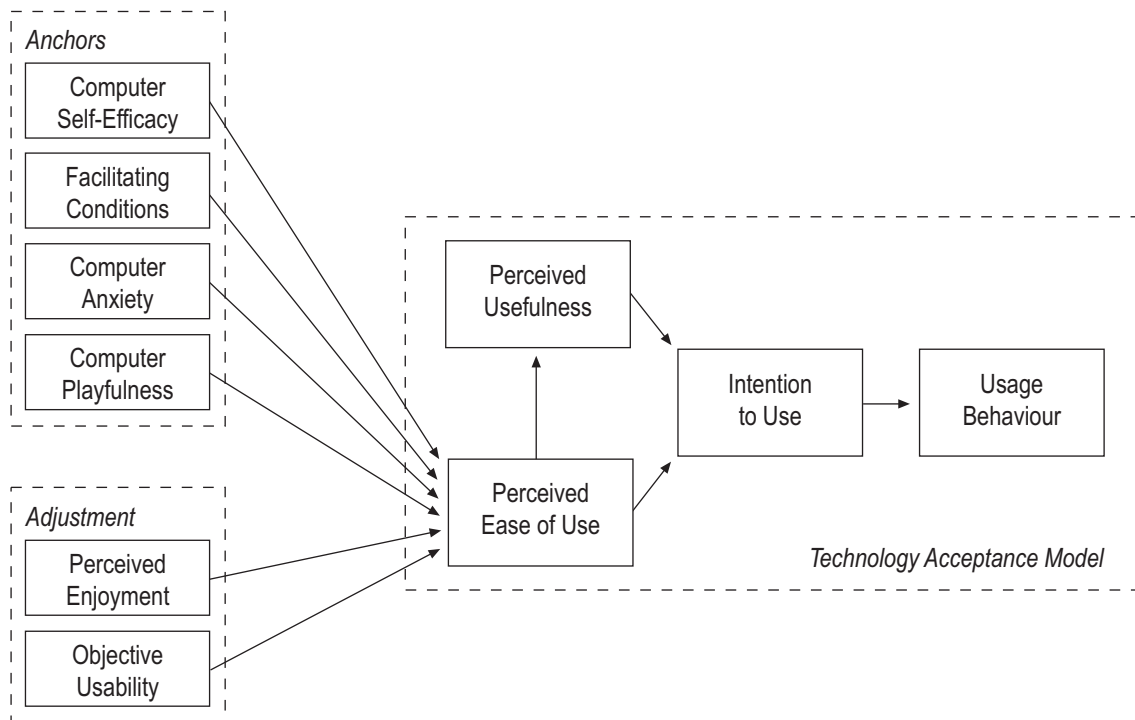 Anchors
Computer
Self-Efficacy
Facilitating
Conditions
Computer
Anxiety
Computer
Playfulness
Adjustment
Perceived
Enjoyment
Objective
Usability
Perceived
Usefulness
Perceived
Ease of Use
Intention
to Use
Usage
Behaviour
Technology Acceptance Model